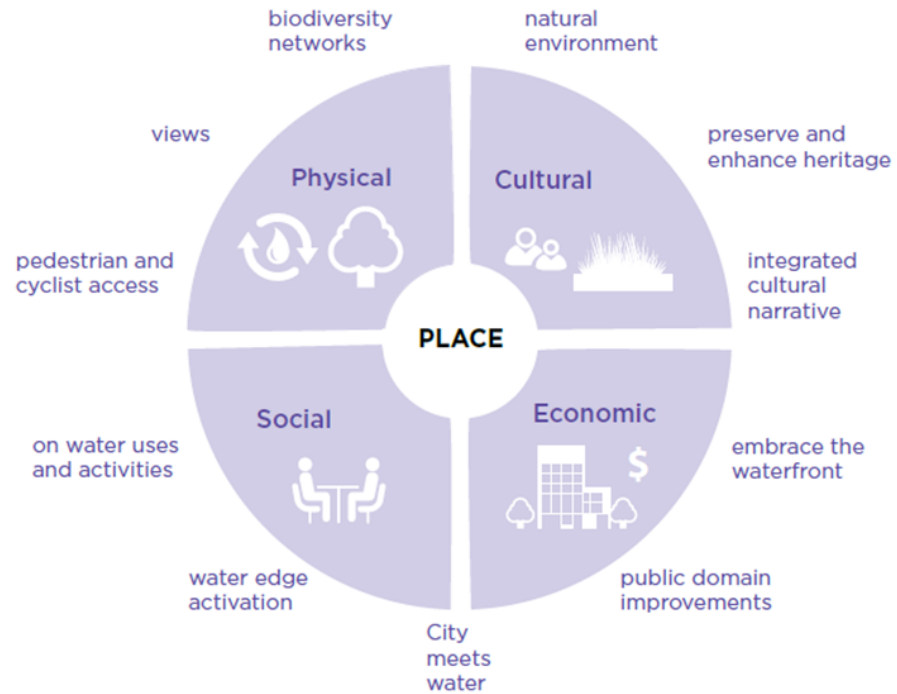 biodiversity
networks
natural
environment
views
preserve and
enhance heritage
Physical
Cultural
pedestrian and
cyclist access
integrated
cultural
narrative
PLACE
Social
Economic
$
on water uses
and activities
embrace the
waterfront
water edge
activation
public domain
improvements
City
meets
water